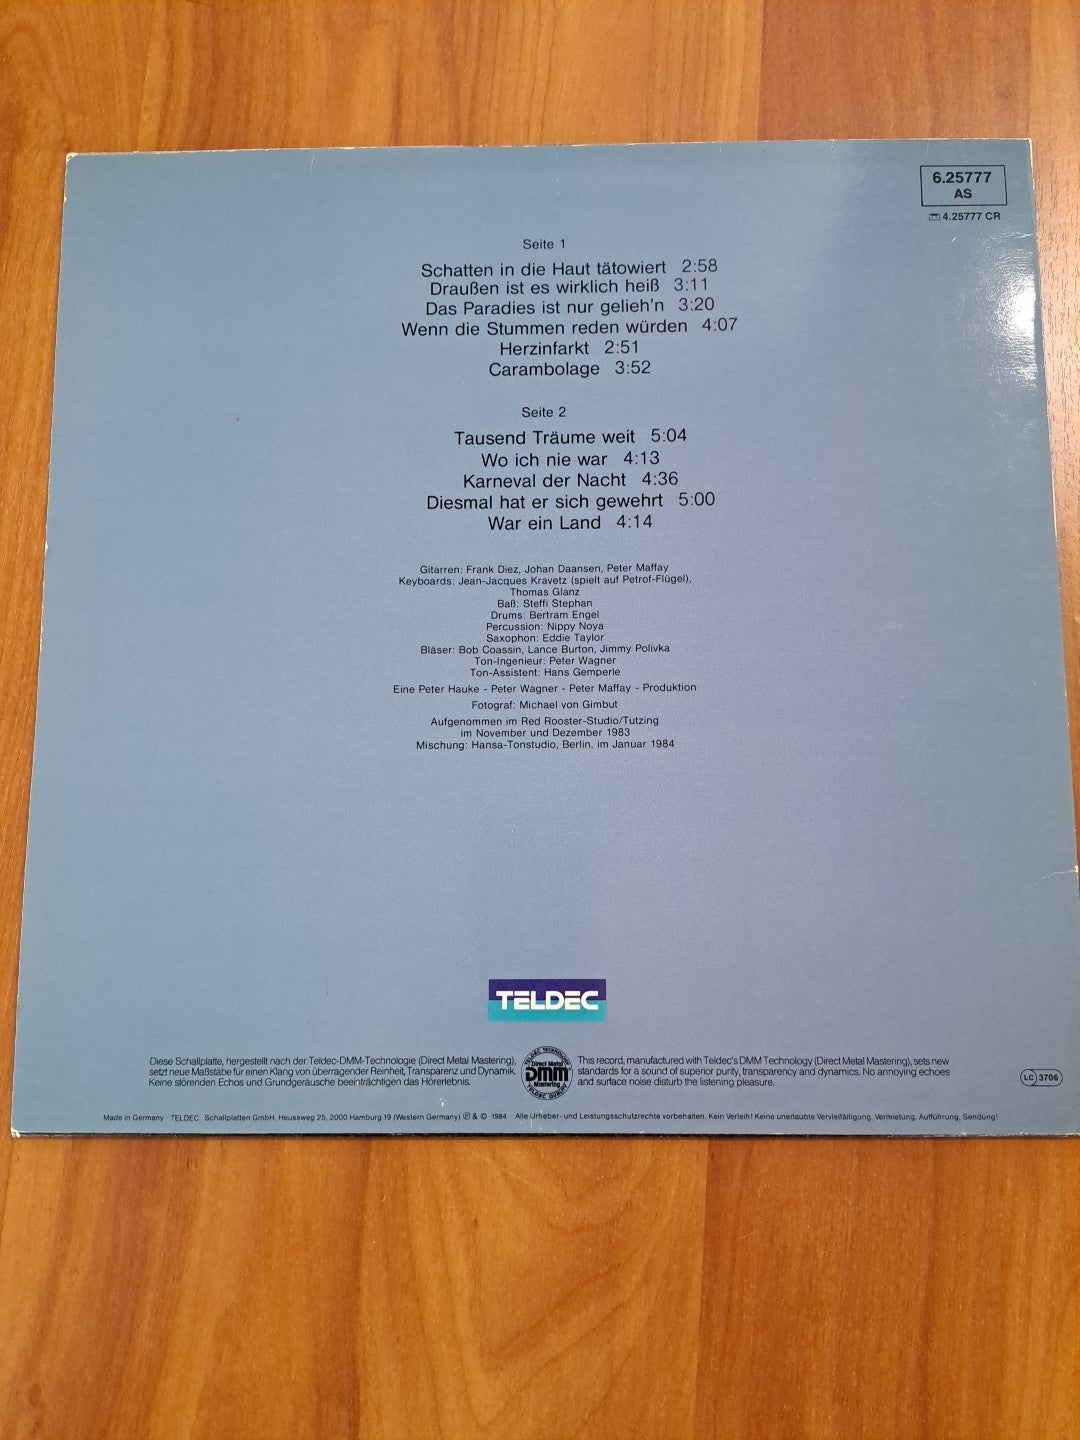 6.25777
AS
4.25777 CR
Seite 1
Schatten in die Haut tätowiert 2:58
Draußen ist es wirklich heiß 3:11
Das Paradies ist nur gelieh'n 3:20
Wenn die Stummen reden würden 4:07
Herzinfarkt 2:51
Carambolage 3:52
Seite 2
Tausend Träume weit 5:04
Wo ich nie war 4:13
Karneval der Nacht 4:36
Diesmal hat er sich gewehrt 5:00
War ein Land 4:14
Gitarren: Frank Diez, Johan Daansen, Peter Maffay
Keyboards: Jean-Jacques Kravetz (spielt auf Petrof-Flügel),
Thomas Glanz
Baß: Steffi Stephan
Drums: Bertram Engel
Percussion: Nippy Noya
Saxophon: Eddie Taylor
Bläser: Bob Coassin, Lance Burton, Jimmy Polivka
Ton-Ingenieur: Peter Wagner
Ton-Assistent: Hans Gemperle
Eine Peter Hauke - Peter Wagner - Peter Maffay - Produktion
Fotograf: Michael von Gimbut
Aufgenommen im Red Rooster-Studio/Tutzing
im November und Dezember 1983
Mischung: Hansa-Tonstudio, Berlin, im Januar 1984
TELDEC
Diese Schallplatte, hergestellt nach der Teldec-DMM-Technologie (Direct Metal Mastering),
setzt neue Maßstäbe für einen Klang von überragender Reinheit, Transparenz und Dynamik.
Keine störenden Echos und Grundgeräusche beeinträchtigen das Hörerlebnis.
TELDEC TECHNOLOGY
Direct Metal
DMM
Mastering
TELDEC QUALITY
This record, manufactured with Teldec's DMM Technology (Direct Metal Mastering), sets new
standards for a sound of superior purity, transparency and dynamics. No annoying echoes
and surface noise disturb the listening pleasure.
LC 3706
Made in Germany TELDEC Schallplatten GmbH, Heussweg 25, 2000 Hamburg 19 (Western Germany) ℗ & © 1984 Alle Urheber- und Leistungsschutzrechte vorbehalten. Kein Verleih! Keine unerlaubte Vervielfältigung, Vermietung, Aufführung, Sendung!